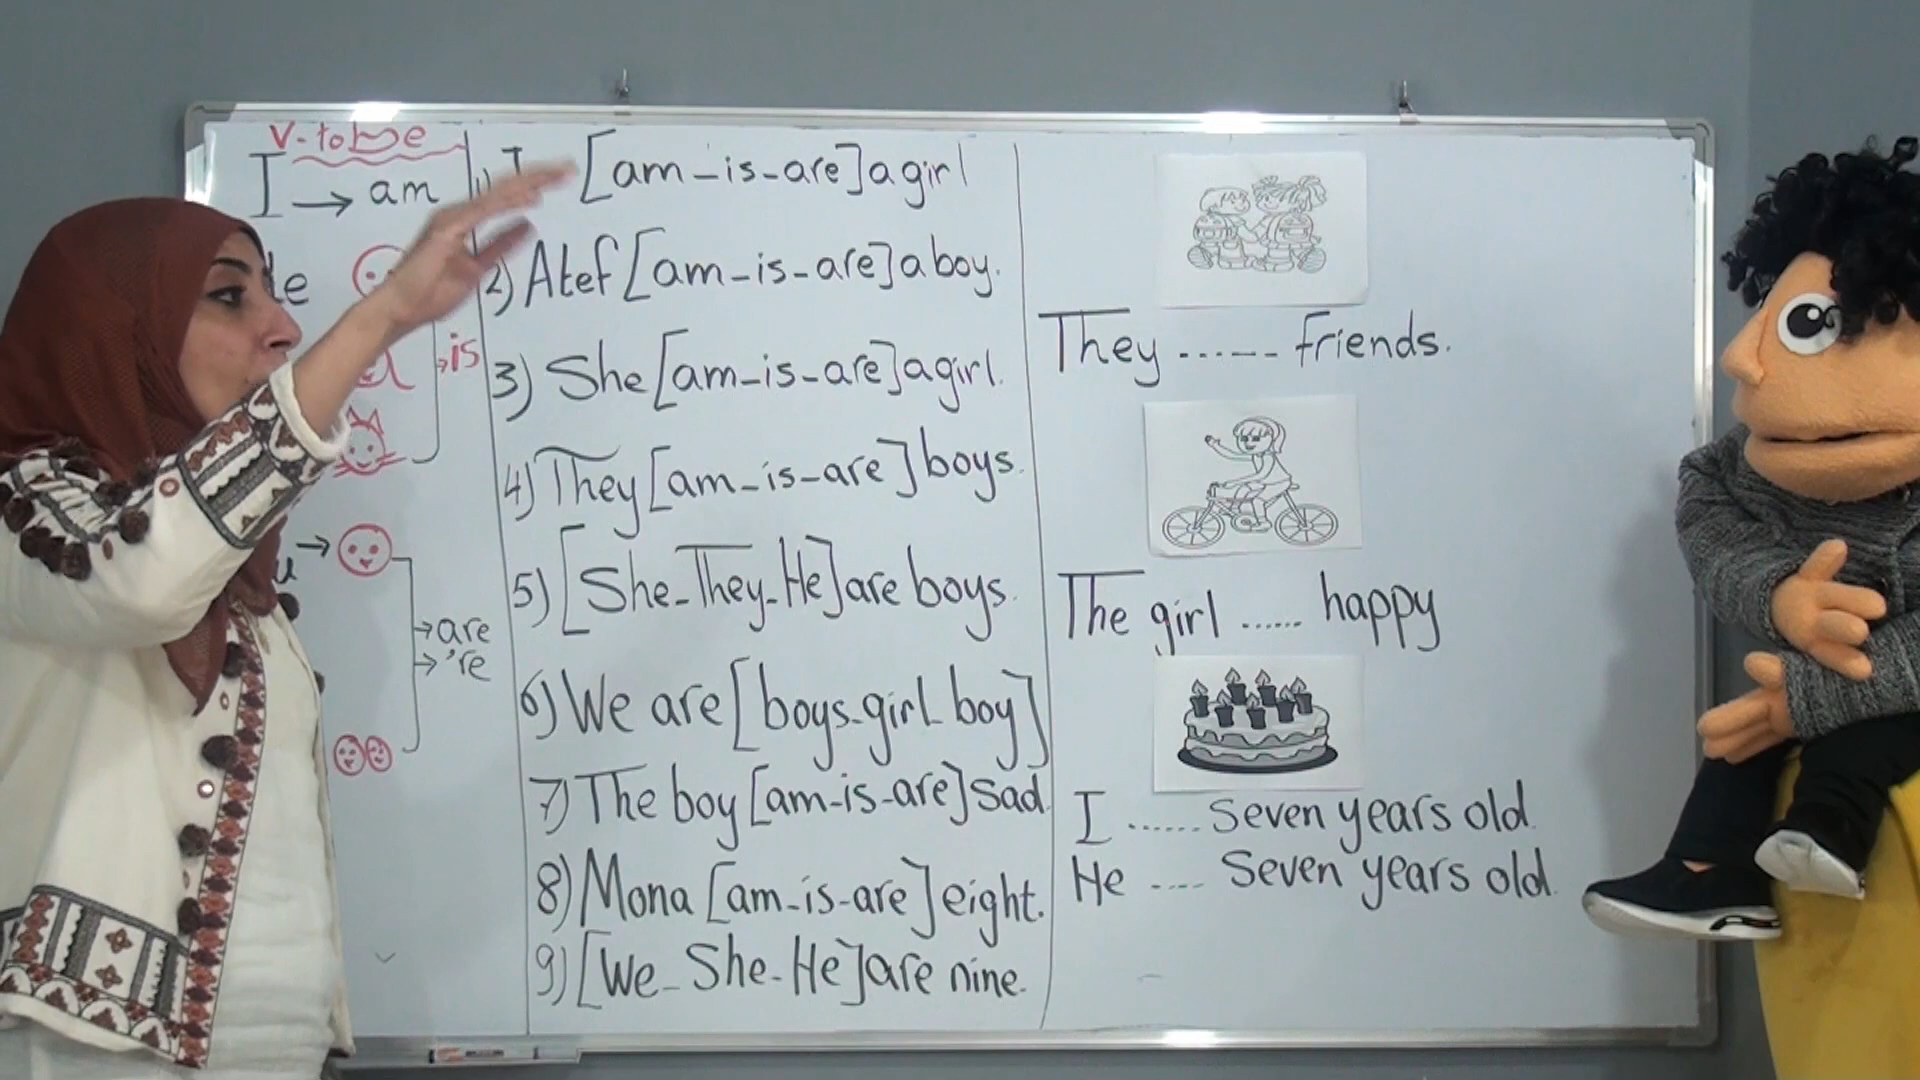 V-to be
I → am
is
→ are
→ 're
1) I [am-is-are] a girl
2) Atef [am-is-are] a boy.
3) She [am-is-are] a girl.
4) They [am-is-are] boys.
5) [She-They-He] are boys.
6) We are [boys-girl-boy]
7) The boy [am-is-are] sad.
8) Mona [am-is-are] eight.
9) [We-She-He] are nine.
They ...... friends.
The girl ...... happy
I ...... seven years old.
He .... seven years old.